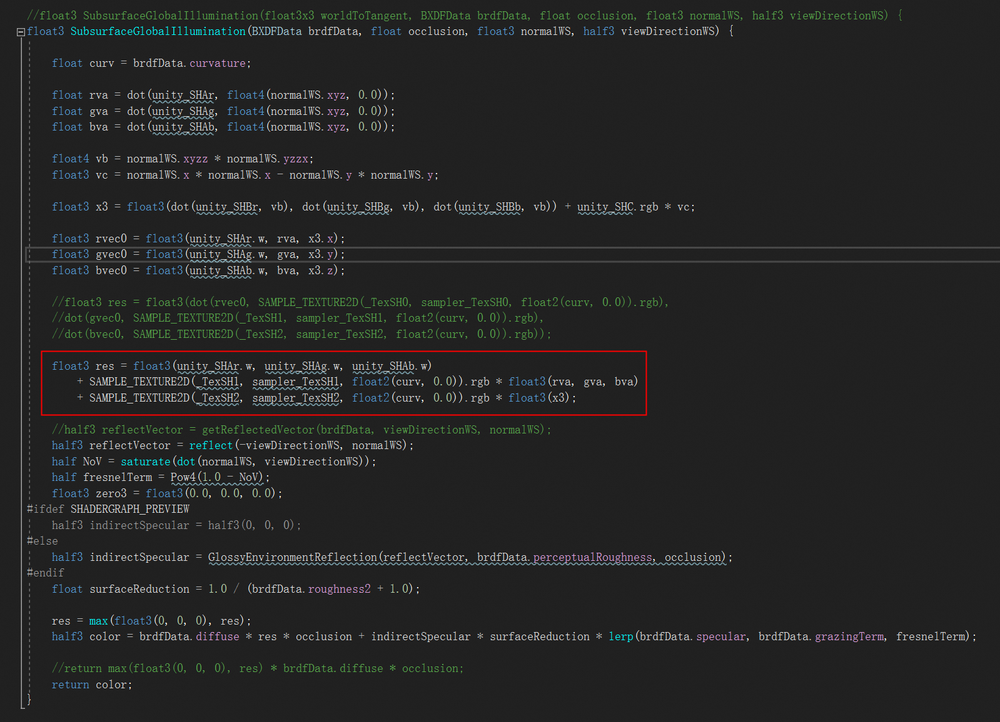 //float3 SubsurfaceGlobalIllumination(float3x3 worldToTangent, BXDFData brdfData, float occlusion, float3 normalWS, half3 viewDirectionWS) {
float3 SubsurfaceGlobalIllumination(BXDFData brdfData, float occlusion, float3 normalWS, half3 viewDirectionWS) {
float curv = brdfData.curvature;
float rva = dot(unity_SHAr, float4(normalWS.xyz, 0.0));
float gva = dot(unity_SHAg, float4(normalWS.xyz, 0.0));
float bva = dot(unity_SHAb, float4(normalWS.xyz, 0.0));
float4 vb = normalWS.xyzz * normalWS.yzzx;
float3 vc = normalWS.x * normalWS.x - normalWS.y * normalWS.y;
float3 x3 = float3(dot(unity_SHBr, vb), dot(unity_SHBg, vb), dot(unity_SHBb, vb)) + unity_SHC.rgb * vc;
float3 rvec0 = float3(unity_SHAr.w, rva, x3.x);
float3 gvec0 = float3(unity_SHAg.w, gva, x3.y);
float3 bvec0 = float3(unity_SHAb.w, bva, x3.z);
//float3 res = float3(dot(rvec0, SAMPLE_TEXTURE2D(_TexSH0, sampler_TexSH0, float2(curv, 0.0)).rgb),
//dot(gvec0, SAMPLE_TEXTURE2D(_TexSH1, sampler_TexSH1, float2(curv, 0.0)).rgb),
//dot(bvec0, SAMPLE_TEXTURE2D(_TexSH2, sampler_TexSH2, float2(curv, 0.0)).rgb));
float3 res = float3(unity_SHAr.w, unity_SHAg.w, unity_SHAb.w)
+ SAMPLE_TEXTURE2D(_TexSH1, sampler_TexSH1, float2(curv, 0.0)).rgb * float3(rva, gva, bva)
+ SAMPLE_TEXTURE2D(_TexSH2, sampler_TexSH2, float2(curv, 0.0)).rgb * float3(x3);
//half3 reflectVector = getReflectedVector(brdfData, viewDirectionWS, normalWS);
half3 reflectVector = reflect(-viewDirectionWS, normalWS);
half NoV = saturate(dot(normalWS, viewDirectionWS));
half fresnelTerm = Pow4(1.0 - NoV);
float3 zero3 = float3(0.0, 0.0, 0.0);
#ifdef SHADERGRAPH_PREVIEW
half3 indirectSpecular = half3(0, 0, 0);
#else
half3 indirectSpecular = GlossyEnvironmentReflection(reflectVector, brdfData.perceptualRoughness, occlusion);
#endif
float surfaceReduction = 1.0 / (brdfData.roughness2 + 1.0);
res = max(float3(0, 0, 0), res);
half3 color = brdfData.diffuse * res * occlusion + indirectSpecular * surfaceReduction * lerp(brdfData.specular, brdfData.grazingTerm, fresnelTerm);
//return max(float3(0, 0, 0), res) * brdfData.diffuse * occlusion;
return color;
}